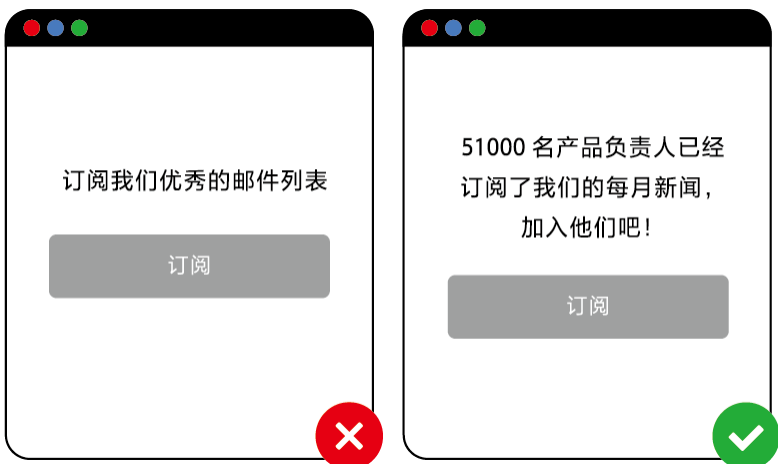 订阅我们优秀的邮件列表
订阅
51000 名产品负责人已经
订阅了我们的每月新闻，
加入他们吧！
订阅